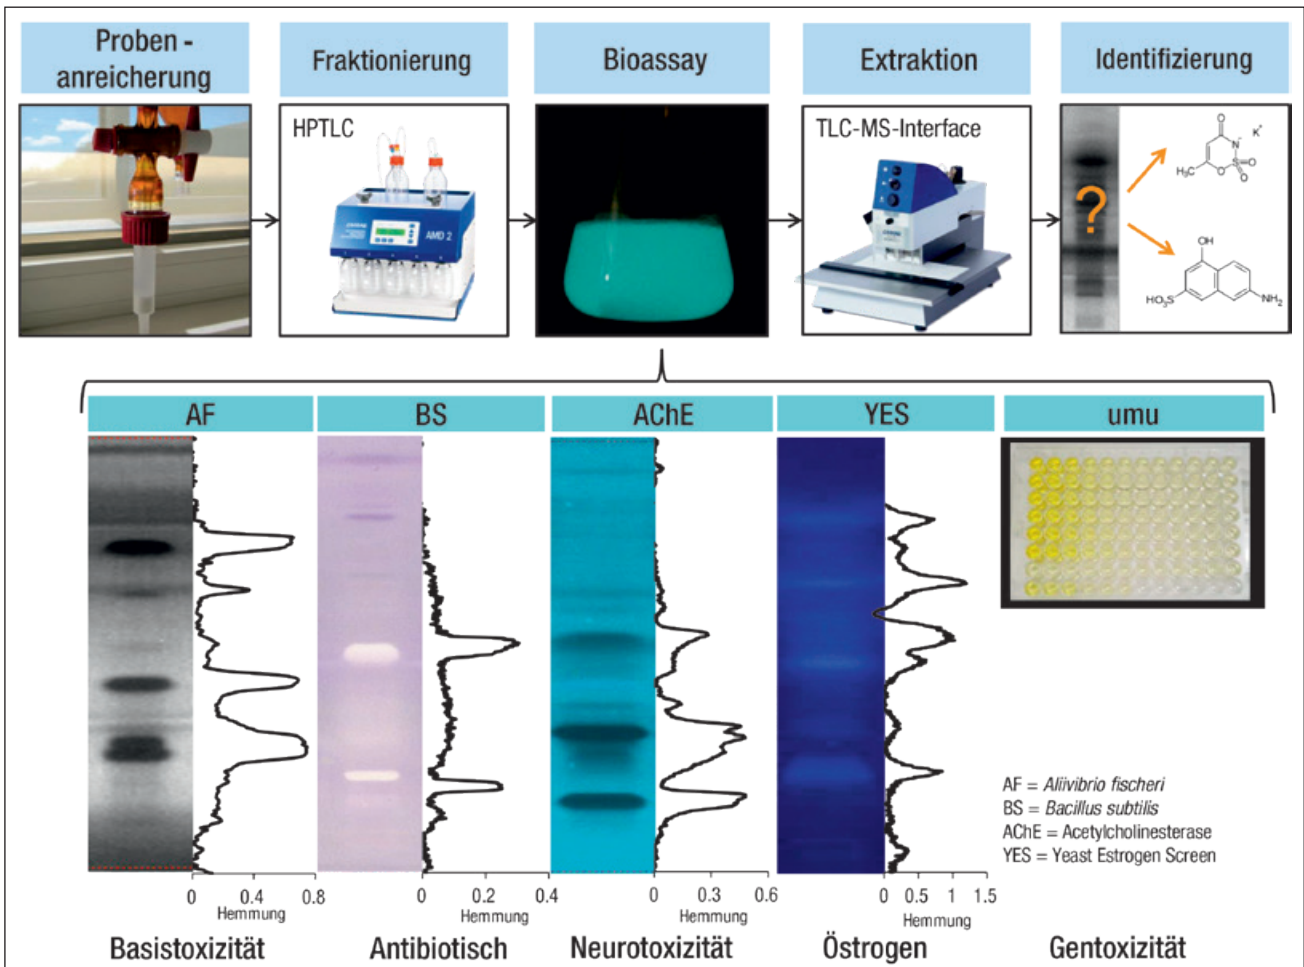 Proben -
anreicherung
Fraktionierung
Bioassay
Extraktion
Identifizierung
HPTLC
AMD 2
TLC-MS-Interface
O
K+
N-
H3C
O
S
O
O
?
OH
HO3S
NH2
AF
BS
AChE
YES
umu
AF = Aliivibrio fischeri
BS = Bacillus subtilis
AChE = Acetylcholinesterase
YES = Yeast Estrogen Screen
0 0.4 0.8
Hemmung
0 0.2 0.4
Hemmung
0 0.3 0.6
Hemmung
0 0.5 1 1.5
Hemmung
Basistoxizität
Antibiotisch
Neurotoxizität
Östrogen
Gentoxizität